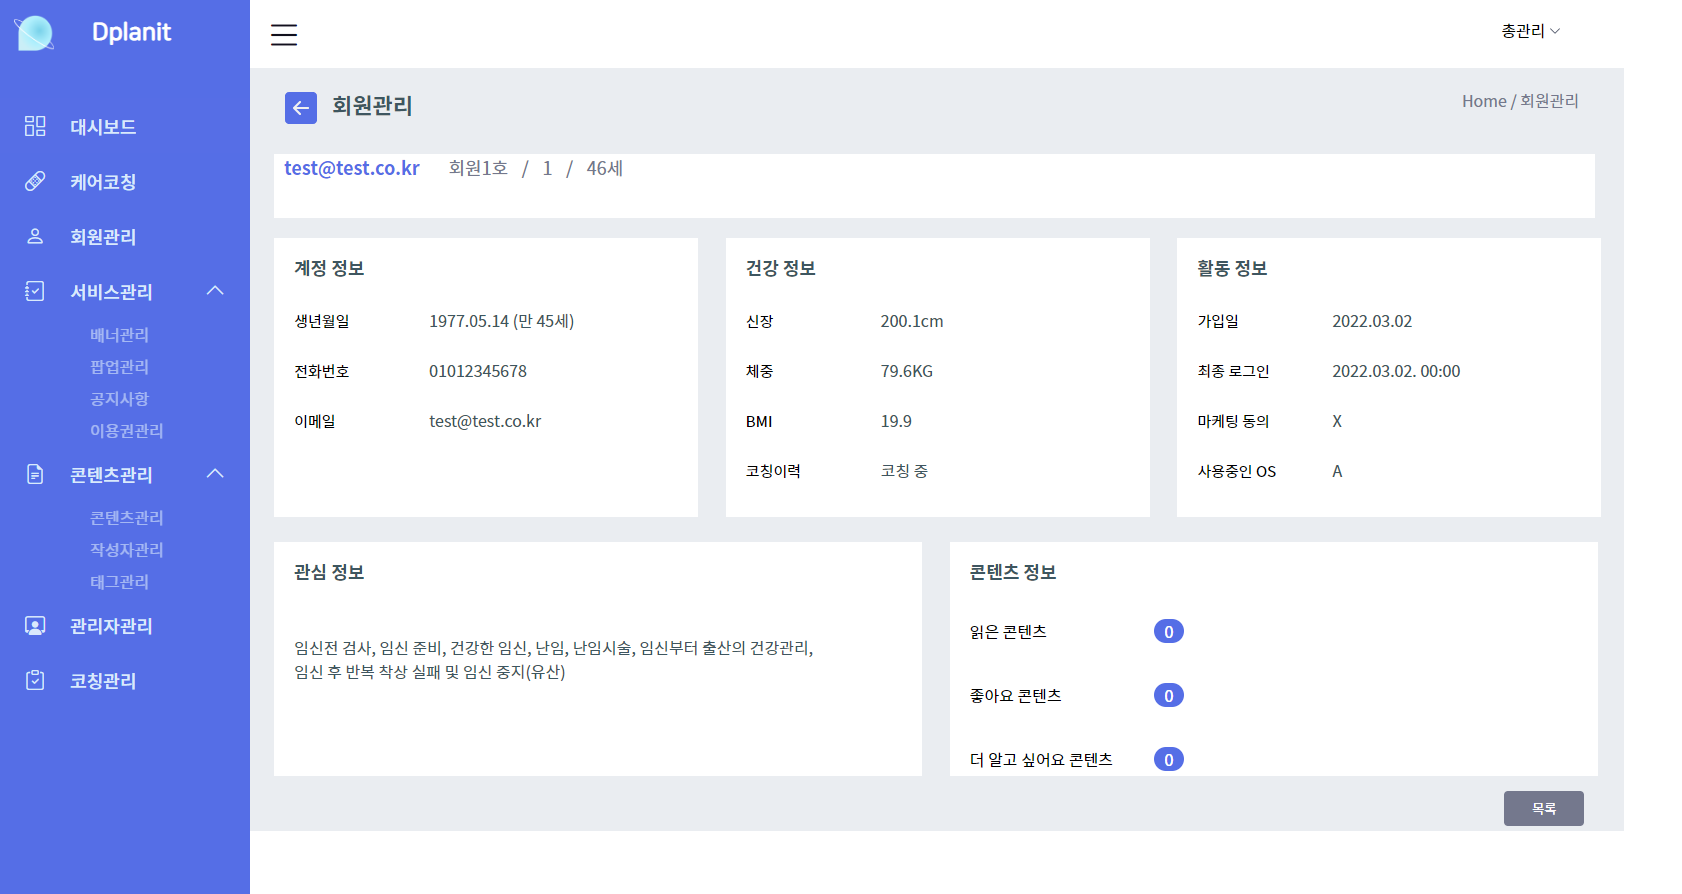 Dplanit
총관리
대시보드
케어코칭
회원관리
서비스관리
배너관리
팝업관리
공지사항
이용권관리
콘텐츠관리
콘텐츠관리
작성자관리
태그관리
관리자관리
코칭관리
회원관리
Home / 회원관리
test@test.co.kr 회원1호 / 1 / 46세
계정 정보
생년월일 1977.05.14 (만 45세)
전화번호 01012345678
이메일 test@test.co.kr
건강 정보
신장 200.1cm
체중 79.6KG
BMI 19.9
코칭이력 코칭 중
활동 정보
가입일 2022.03.02
최종 로그인 2022.03.02. 00:00
마케팅 동의 X
사용중인 OS A
관심 정보
임신전 검사, 임신 준비, 건강한 임신, 난임, 난임시술, 임신부터 출산의 건강관리,
임신 후 반복 착상 실패 및 임신 중지(유산)
콘텐츠 정보
읽은 콘텐츠 0
좋아요 콘텐츠 0
더 알고 싶어요 콘텐츠 0
목록